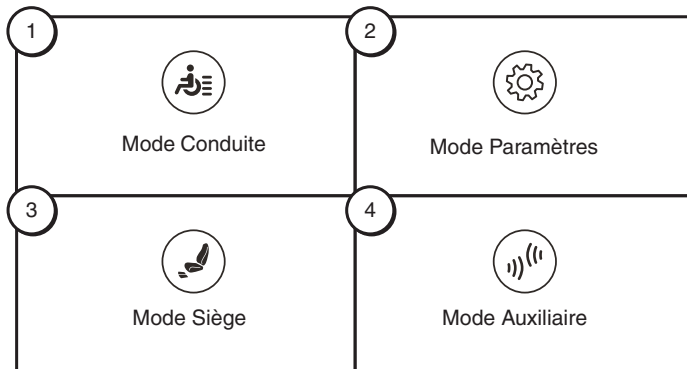 1
Mode Conduite
2
Mode Paramètres
3
Mode Siège
4
Mode Auxiliaire